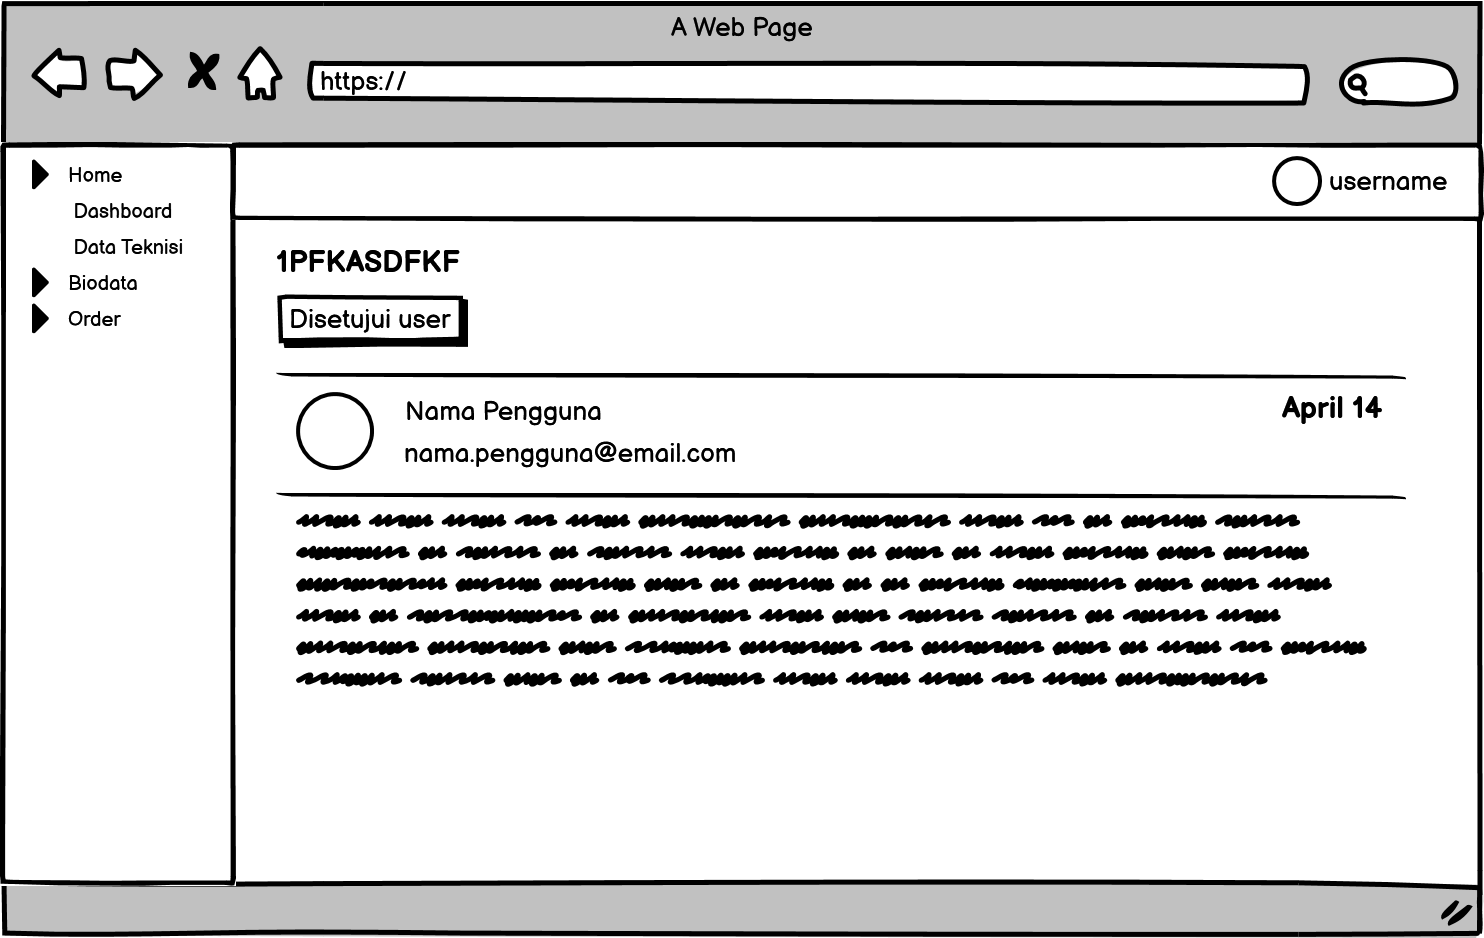 A Web Page
https://
username
Home
Dashboard
Data Teknisi
Biodata
Order
1PFKASDFKF
Disetujui user
Nama Pengguna
April 14
nama.pengguna@email.com